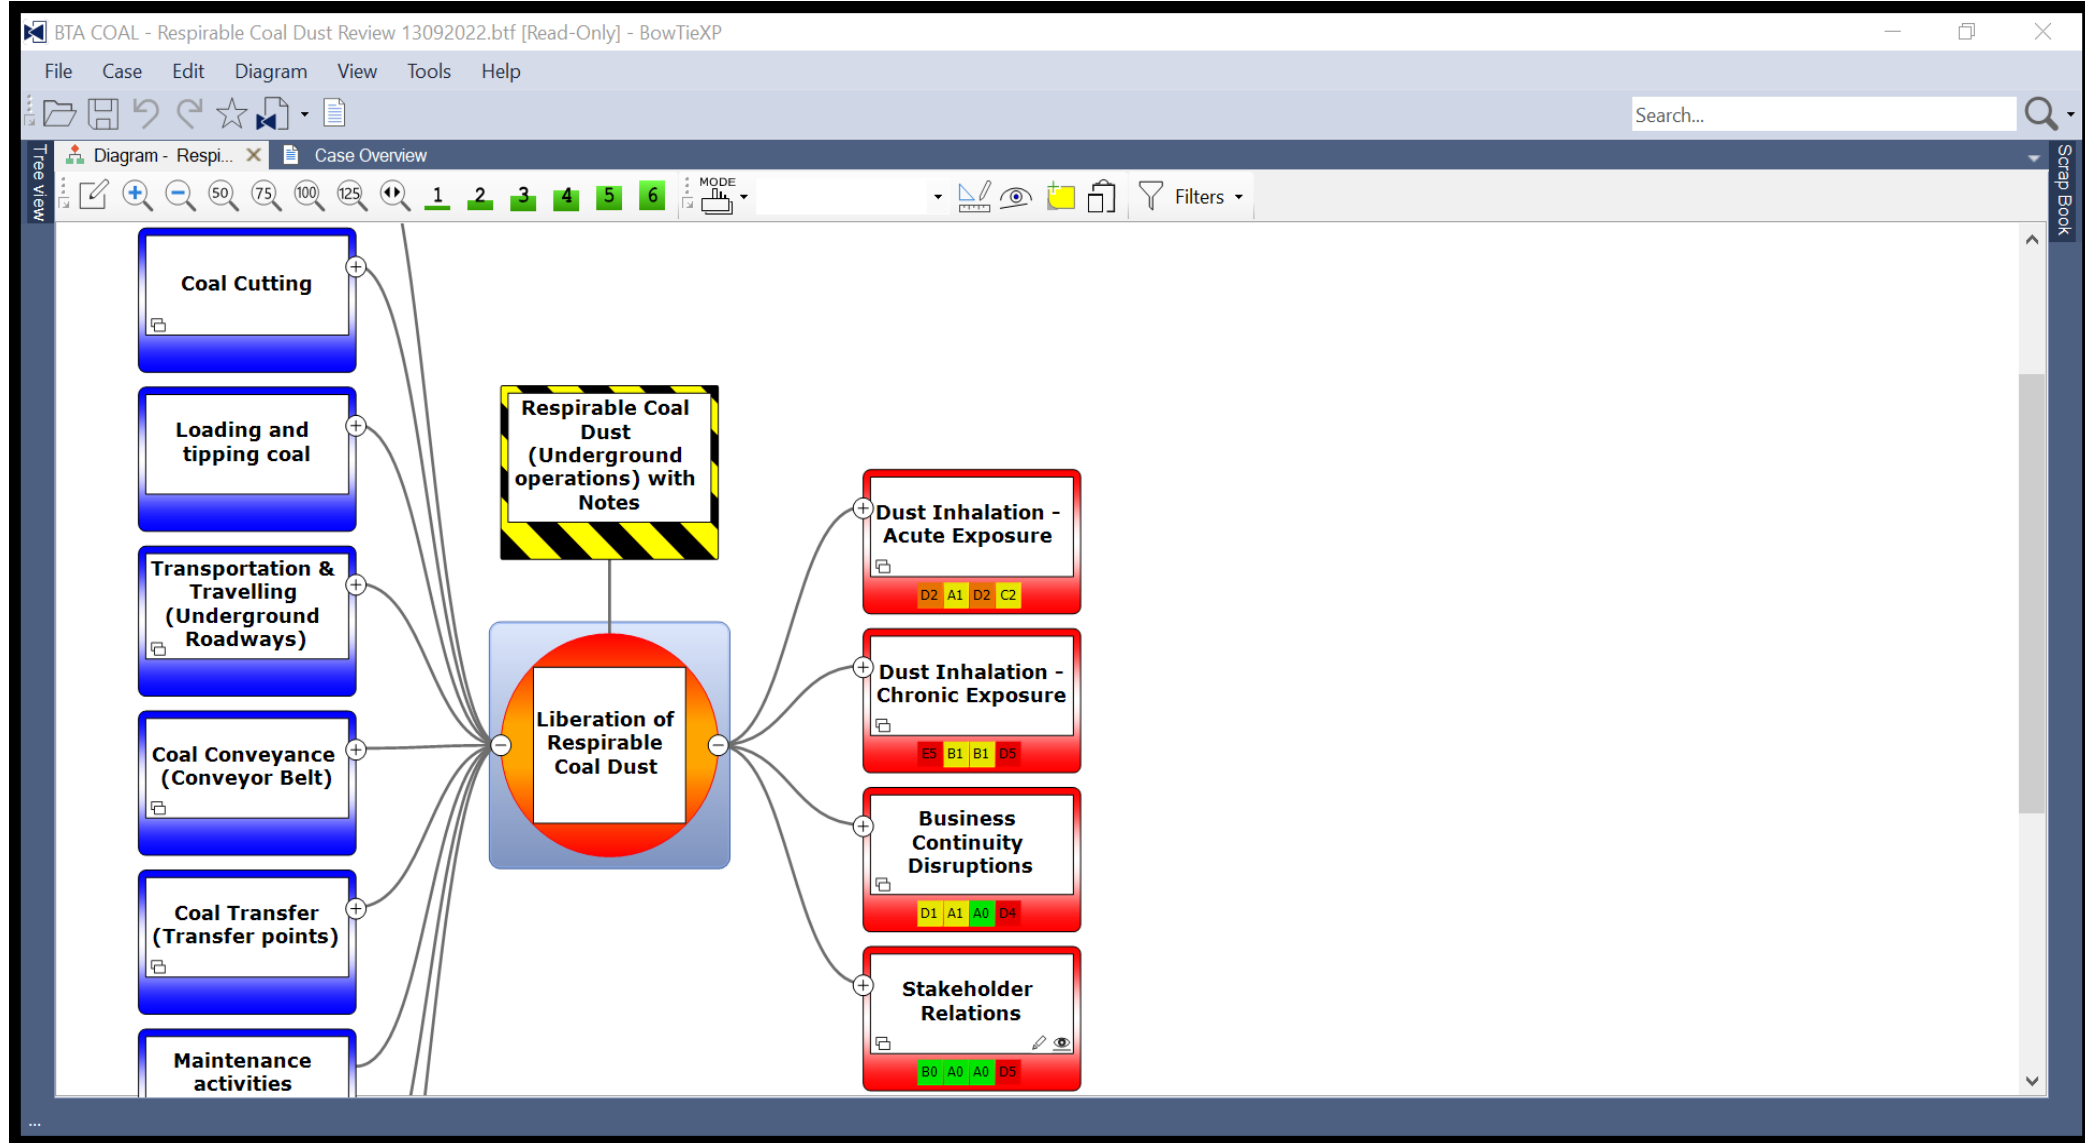 BTA COAL - Respirable Coal Dust Review 13092022.btf [Read-Only] - BowTieXP
File Case Edit Diagram View Tools Help
Search...
Tree view
Diagram - Respi...
Case Overview
Scrap Book
50 75 100 125 1 2 3 4 5 6 MODE Filters
Coal Cutting
Loading and
tipping coal
Transportation &
Travelling
(Underground
Roadways)
Coal Conveyance
(Conveyor Belt)
Coal Transfer
(Transfer points)
Maintenance
activities
Respirable Coal
Dust
(Underground
operations) with
Notes
Liberation of
Respirable
Coal Dust
Dust Inhalation -
Acute Exposure
D2 A1 D2 C2
Dust Inhalation -
Chronic Exposure
E5 B1 B1 D5
Business
Continuity
Disruptions
D1 A1 A0 D4
Stakeholder
Relations
B0 A0 A0 D5
...